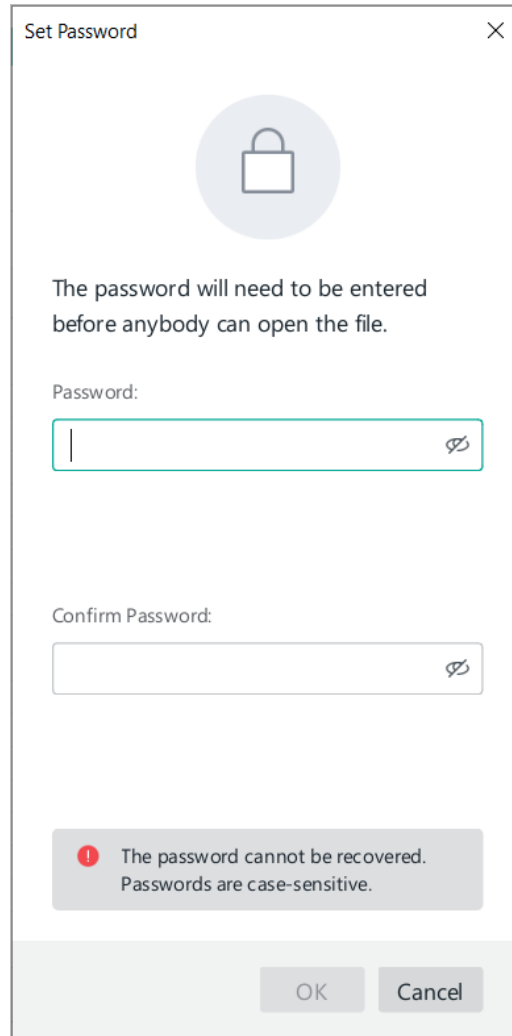 Set Password
The password will need to be entered
before anybody can open the file.
Password:
Confirm Password:
The password cannot be recovered.
Passwords are case-sensitive.
OK
Cancel